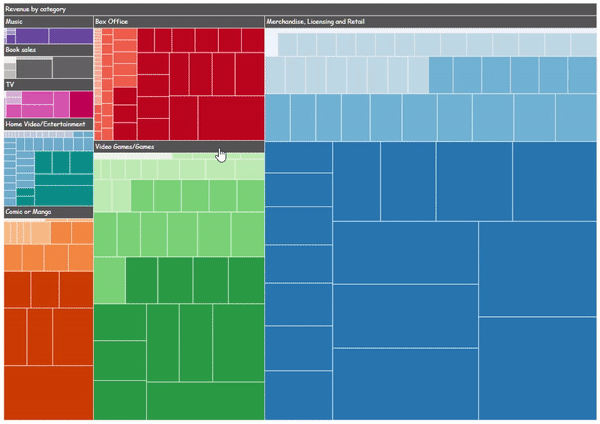 Revenue by category
Music
Box Office
Merchandise, Licensing and Retail
Book sales
TV
Home Video/Entertainment
Video Games/Games
Comic or Manga